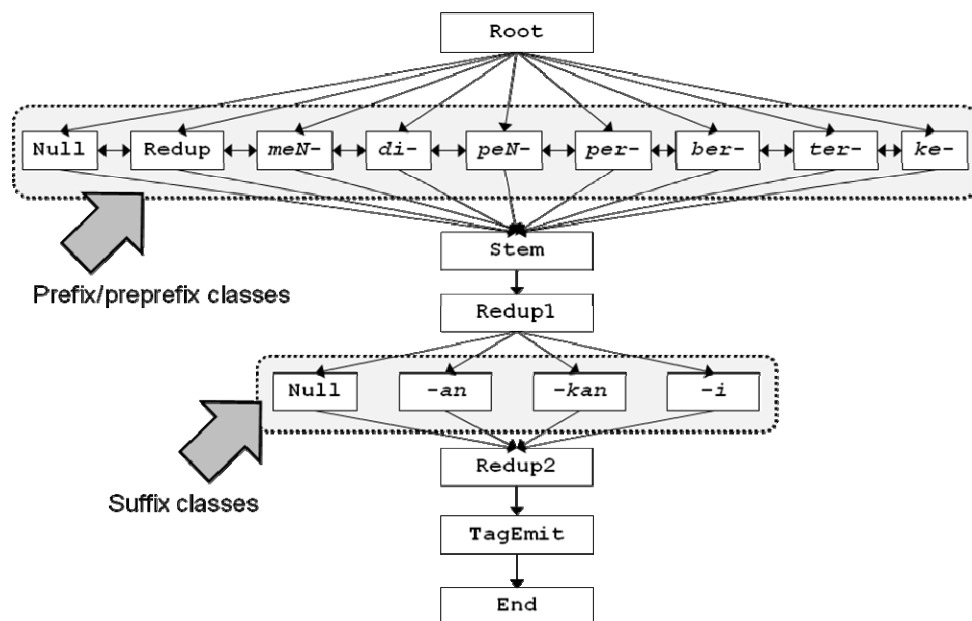 Root
Null Redup meN- di- peN- per- ber- ter- ke-
Stem
Prefix/preprefix classes
Redup1
Null -an -kan -i
Redup2
Suffix classes
TagEmit
End